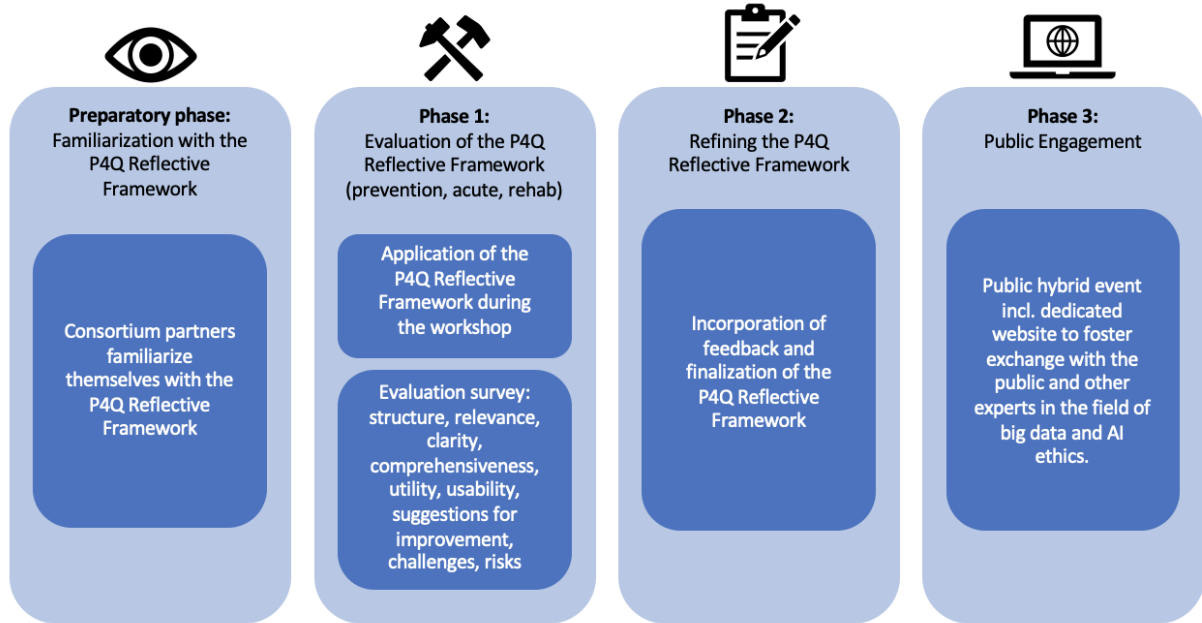 Preparatory phase:
Familiarization with the
P4Q Reflective
Framework
Consortium partners
familiarize
themselves with the
P4Q Reflective
Framework
Phase 1:
Evaluation of the P4Q
Reflective Framework
(prevention, acute, rehab)
Application of the
P4Q Reflective
Framework during
the workshop
Evaluation survey:
structure, relevance,
clarity,
comprehensiveness,
utility, usability,
suggestions for
improvement,
challenges, risks
Phase 2:
Refining the P4Q
Reflective Framework
Incorporation of
feedback and
finalization of the
P4Q Reflective
Framework
Phase 3:
Public Engagement
Public hybrid event
incl. dedicated
website to foster
exchange with the
public and other
experts in the field of
big data and AI
ethics.